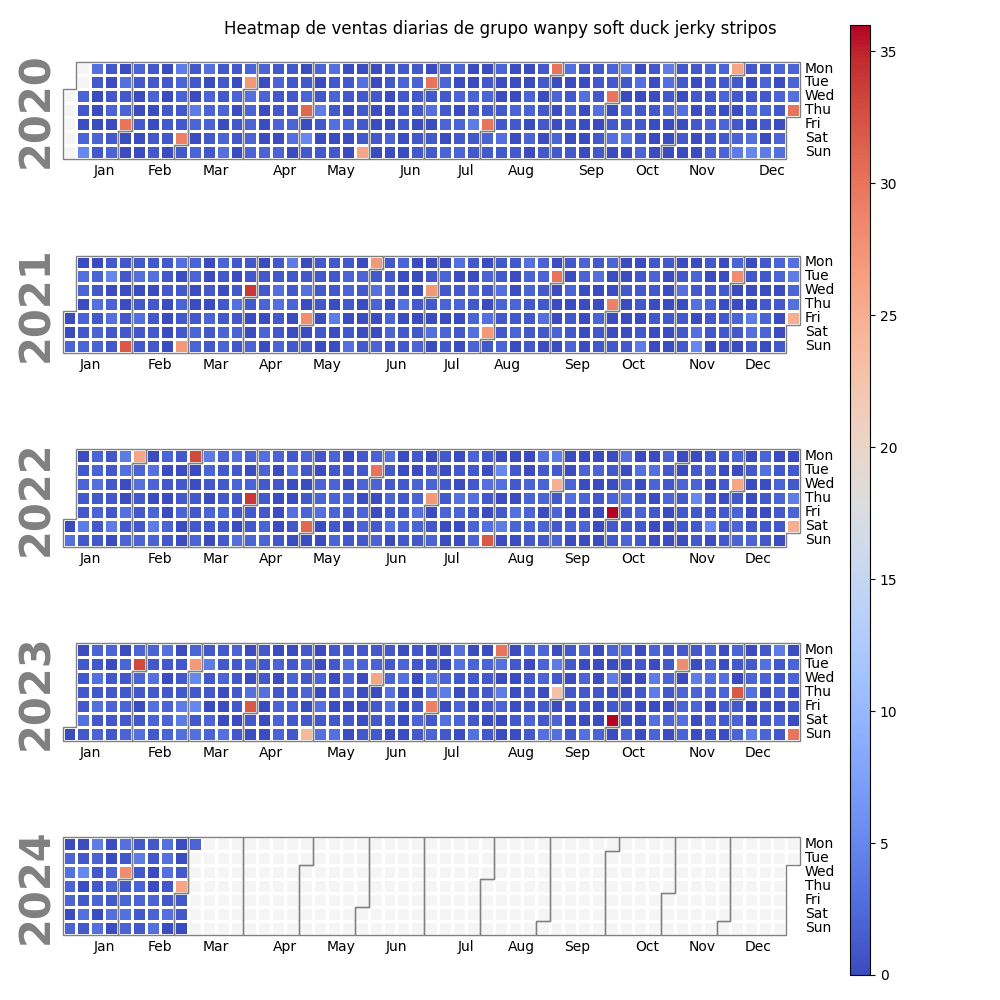 Heatmap de ventas diarias de grupo wanpy soft duck jerky stripos
2020
Mon
Tue
Wed
Thu
Fri
Sat
Sun
Jan Feb Mar Apr May Jun Jul Aug Sep Oct Nov Dec
2021
Mon
Tue
Wed
Thu
Fri
Sat
Sun
Jan Feb Mar Apr May Jun Jul Aug Sep Oct Nov Dec
2022
Mon
Tue
Wed
Thu
Fri
Sat
Sun
Jan Feb Mar Apr May Jun Jul Aug Sep Oct Nov Dec
2023
Mon
Tue
Wed
Thu
Fri
Sat
Sun
Jan Feb Mar Apr May Jun Jul Aug Sep Oct Nov Dec
2024
Mon
Tue
Wed
Thu
Fri
Sat
Sun
Jan Feb Mar Apr May Jun Jul Aug Sep Oct Nov Dec
35
30
25
20
15
10
5
0